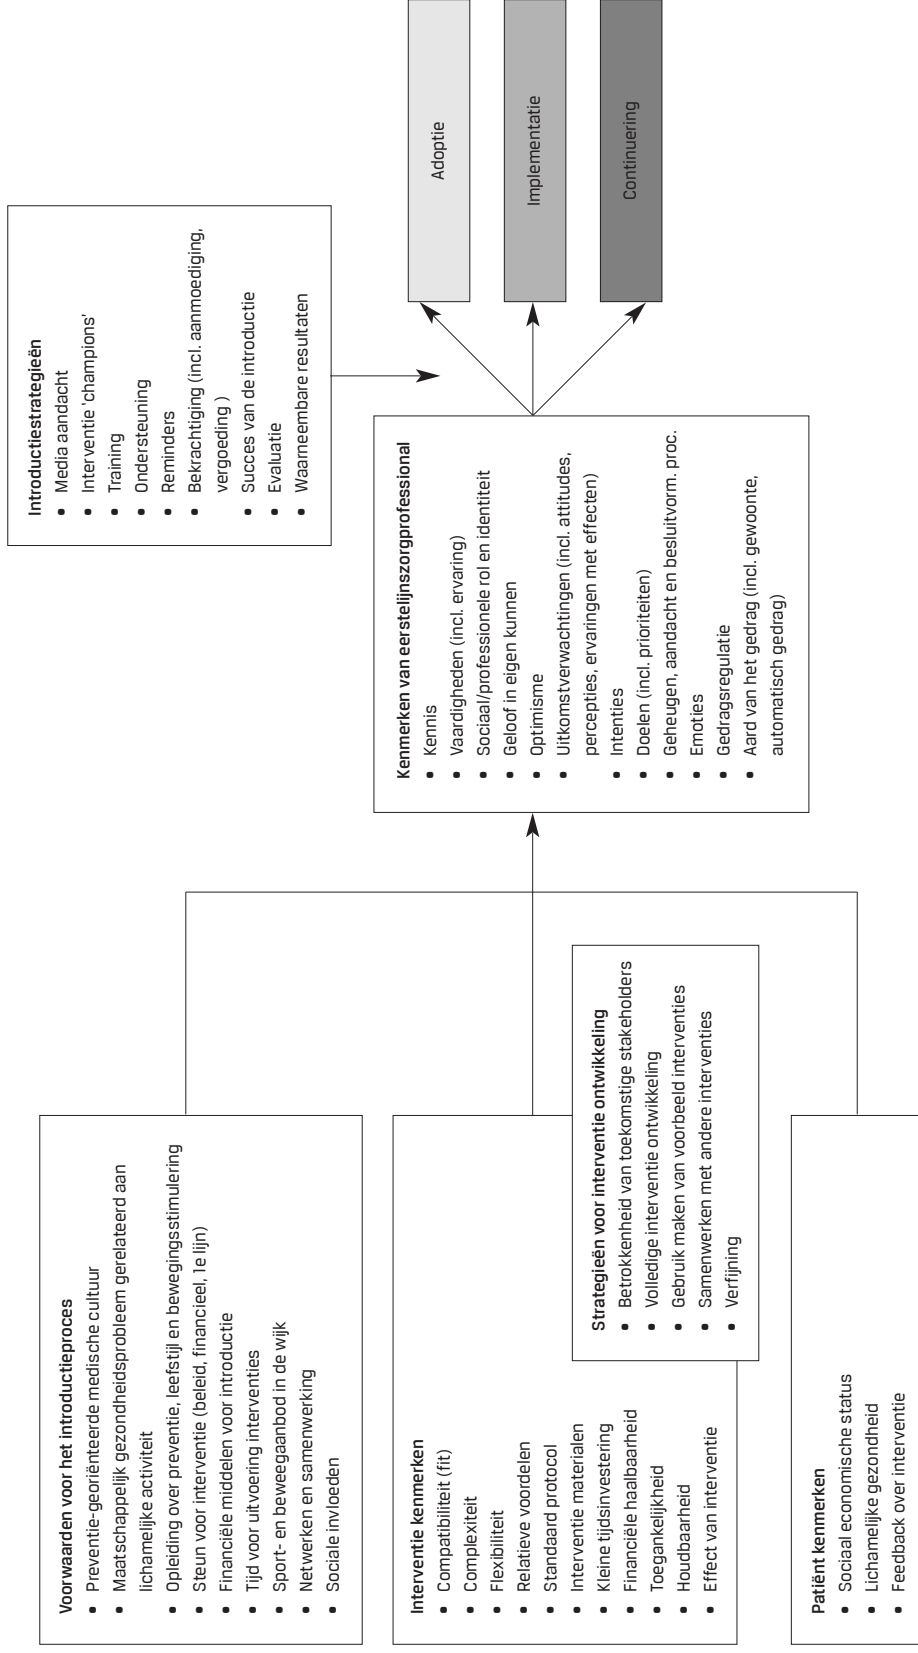 Voorwaarden voor het introductieproces
• Preventie-georiënteerde medische cultuur
• Maatschappelijk gezondheidsprobleem gerelateerd aan
lichamelijke activiteit
• Opleiding over preventie, leefstijl en bewegingsstimulering
• Steun voor interventie (beleid, financieel, 1e lijn)
• Financiële middelen voor introductie
• Tijd voor uitvoering interventies
• Sport- en beweegaanbod in de wijk
• Netwerken en samenwerking
• Sociale invloeden
Interventie kenmerken
• Compatibiliteit (fit)
• Complexiteit
• Flexibiliteit
• Relatieve voordelen
• Standaard protocol
• Interventie materialen
• Kleine tijdsinvestering
• Financiële haalbaarheid
• Toegankelijkheid
• Houdbaarheid
• Effect van interventie
Strategieën voor interventie ontwikkeling
• Betrokkenheid van toekomstige stakeholders
• Volledige interventie ontwikkeling
• Gebruik maken van voorbeeld interventies
• Samenwerken met andere interventies
• Verfijning
Patiënt kenmerken
• Sociaal economische status
• Lichamelijke gezondheid
• Feedback over interventie
Kenmerken van eerstelijnszorgprofessional
• Kennis
• Vaardigheden (incl. ervaring)
• Sociaal/professionele rol en identiteit
• Geloof in eigen kunnen
• Optimisme
• Uitkomstverwachtingen (incl. attitudes,
percepties, ervaringen met effecten)
• Intenties
• Doelen (incl. prioriteiten)
• Geheugen, aandacht en besluitvorm. proc.
• Emoties
• Gedragsregulatie
• Aard van het gedrag (incl. gewoonte,
automatisch gedrag)
Introductiestrategieën
• Media aandacht
• Interventie 'champions'
• Training
• Ondersteuning
• Reminders
• Bekrachtiging (incl. aanmoediging,
vergoeding )
• Succes van de introductie
• Evaluatie
• Waarneembare resultaten
Adoptie
Implementatie
Continuering